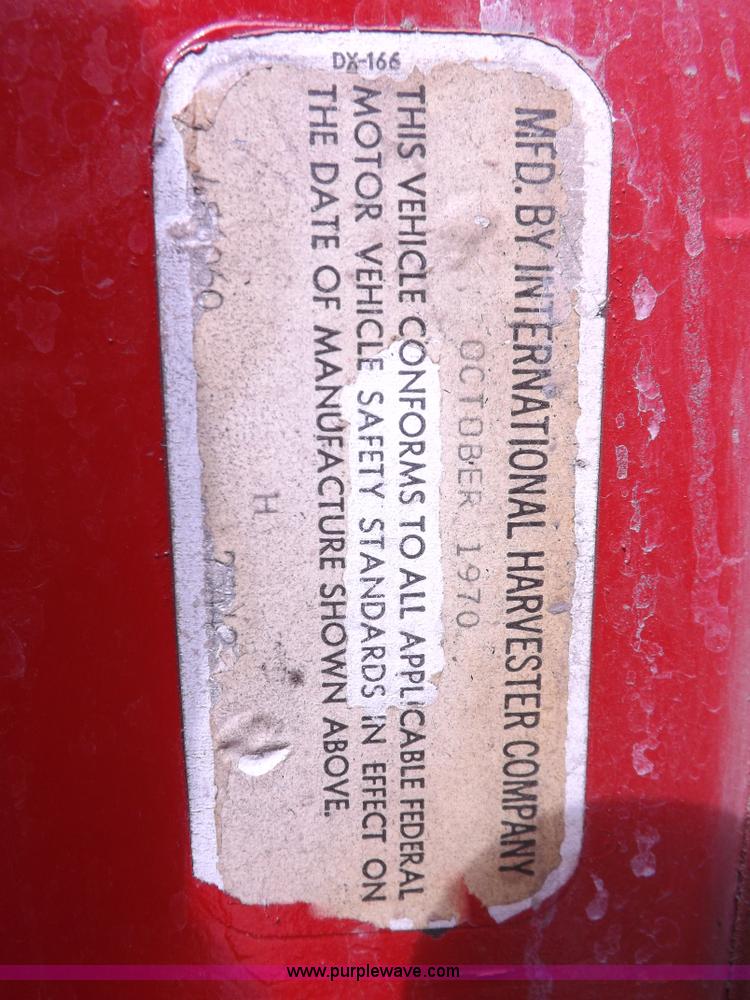 MFD. BY INTERNATIONAL HARVESTER COMPANY
OCTOBER 1970
THIS VEHICLE CONFORMS TO ALL APPLICABLE FEDERAL
MOTOR VEHICLE SAFETY STANDARDS IN EFFECT ON
THE DATE OF MANUFACTURE SHOWN ABOVE.
H
DX-166
www.purplewave.com